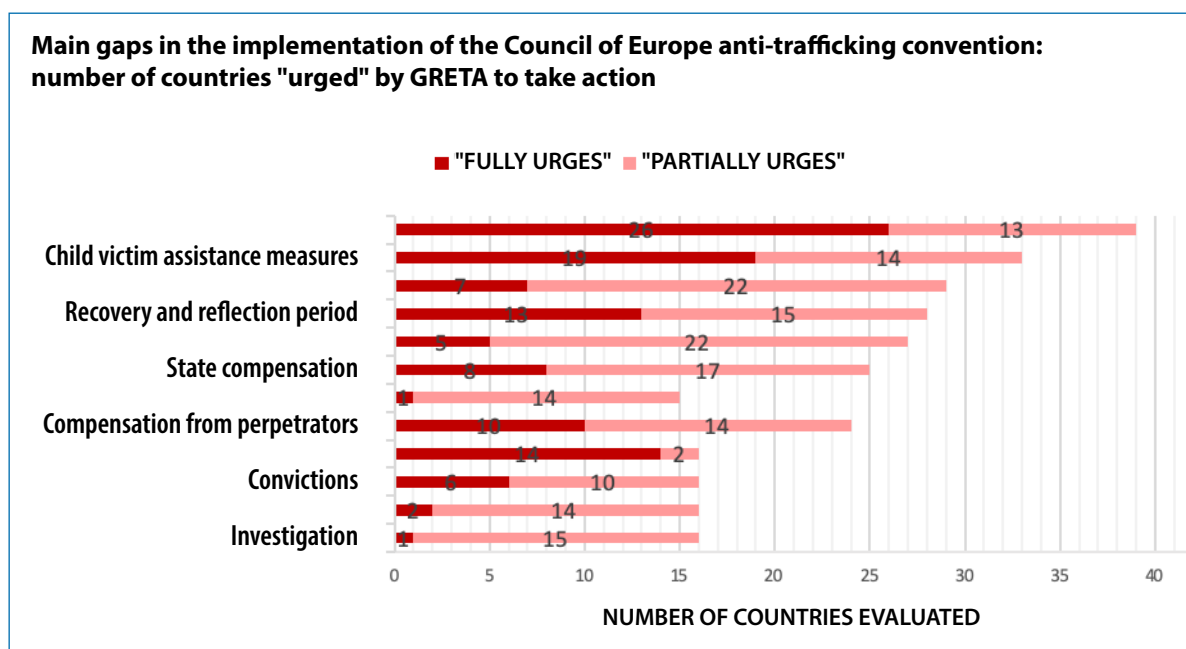 Main gaps in the implementation of the Council of Europe anti-trafficking convention:
number of countries "urged" by GRETA to take action
"FULLY URGES" "PARTIALLY URGES"
26 13
Child victim assistance measures 19 14
7 22
Recovery and reflection period 13 15
5 22
State compensation 8 17
1 14
Compensation from perpetrators 10 14
14 2
Convictions 6 10
2 14
Investigation 1 15
0 5 10 15 20 25 30 35 40
NUMBER OF COUNTRIES EVALUATED